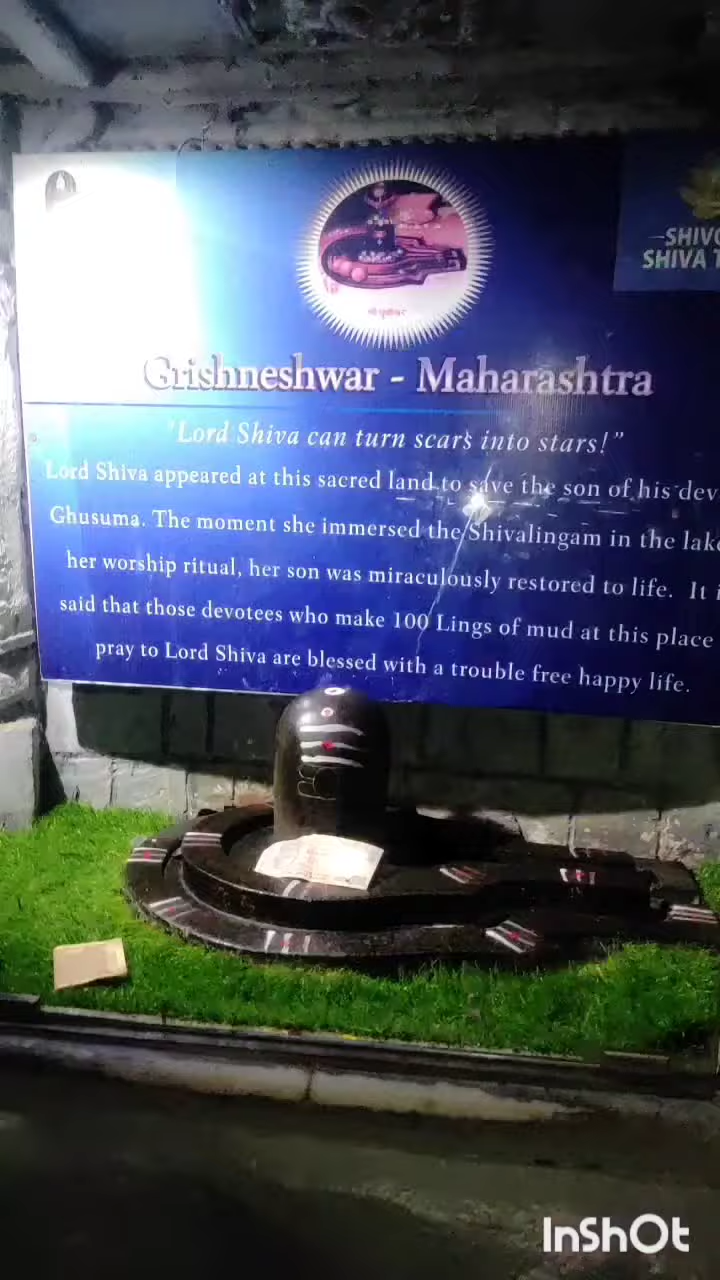 SHIV
SHIVA T
Grishneshwar - Maharashtra
"Lord Shiva can turn scars into stars!"
Lord Shiva appeared at this sacred land to save the son of his dev
Ghusuma. The moment she immersed the Shivalingam in the lake
her worship ritual, her son was miraculously restored to life. It i
said that those devotees who make 100 Lings of mud at this place
pray to Lord Shiva are blessed with a trouble free happy life.
InShOt